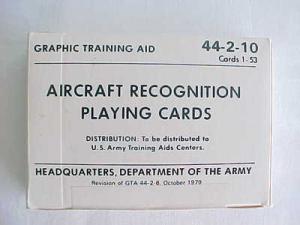 GRAPHIC TRAINING AID 44-2-10
Cards 1-53
AIRCRAFT RECOGNITION
PLAYING CARDS
DISTRIBUTION: To be distributed to
U.S. Army Training Aids Centers.
HEADQUARTERS, DEPARTMENT OF THE ARMY
Revision of GTA 44-2-6, October 1979